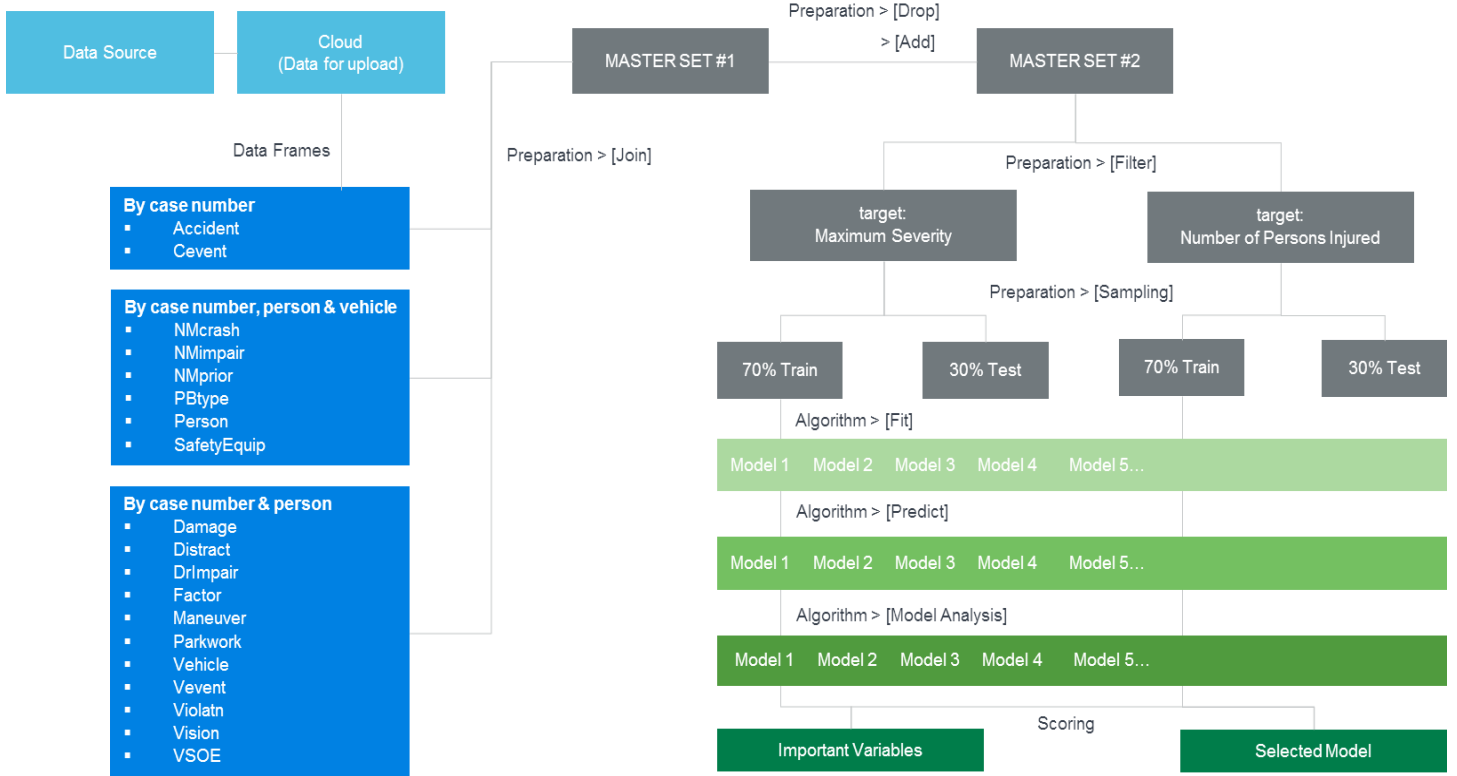 Data Source
Cloud
(Data for upload)
Data Frames
By case number
▪ Accident
▪ Cevent
By case number, person & vehicle
▪ NMcrash
▪ NMimpair
▪ NMprior
▪ PBtype
▪ Person
▪ SafetyEquip
By case number & person
▪ Damage
▪ Distract
▪ DrImpair
▪ Factor
▪ Maneuver
▪ Parkwork
▪ Vehicle
▪ Vevent
▪ Violatn
▪ Vision
▪ VSOE
Preparation > [Join]
MASTER SET #1
Preparation > [Drop]
> [Add]
MASTER SET #2
Preparation > [Filter]
target:
Maximum Severity
target:
Number of Persons Injured
Preparation > [Sampling]
70% Train
30% Test
70% Train
30% Test
Algorithm > [Fit]
Model 1 Model 2 Model 3 Model 4 Model 5…
Algorithm > [Predict]
Model 1 Model 2 Model 3 Model 4 Model 5…
Algorithm > [Model Analysis]
Model 1 Model 2 Model 3 Model 4 Model 5…
Scoring
Important Variables
Selected Model